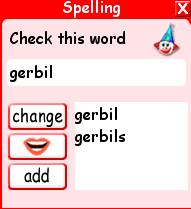 Spelling X
Check this word
gerbil
change gerbil
gerbils
add